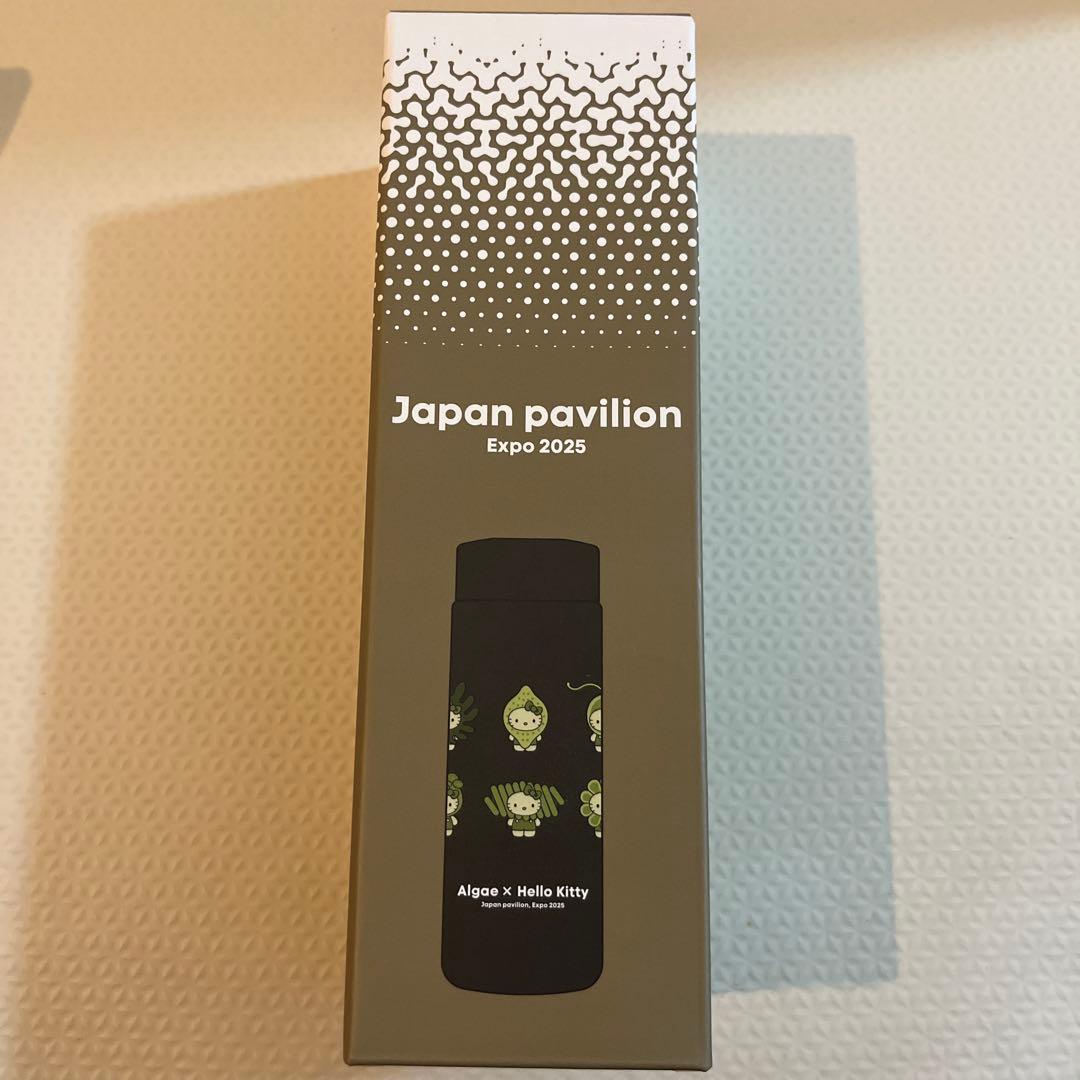 Japan pavilion
Expo 2025
Algae × Hello Kitty
Japan pavilion, Expo 2025